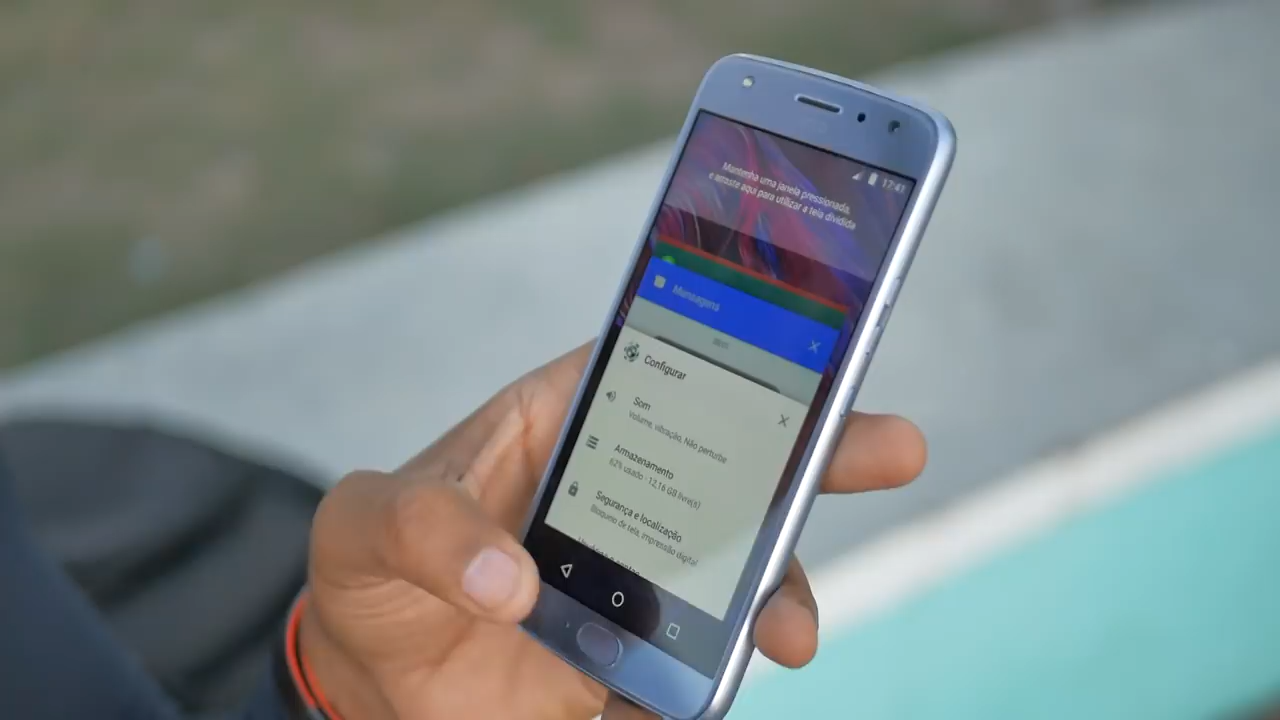 17:41
Mantenha uma janela pressionada,
e arraste aqui para utilizar a tela dividida
Mensagens
Configurar
Som
Volume, vibração, Não perturbe
Armazenamento
62% usado - 12,16 GB livre(s)
Segurança e localização
Bloqueio de tela, impressão digital